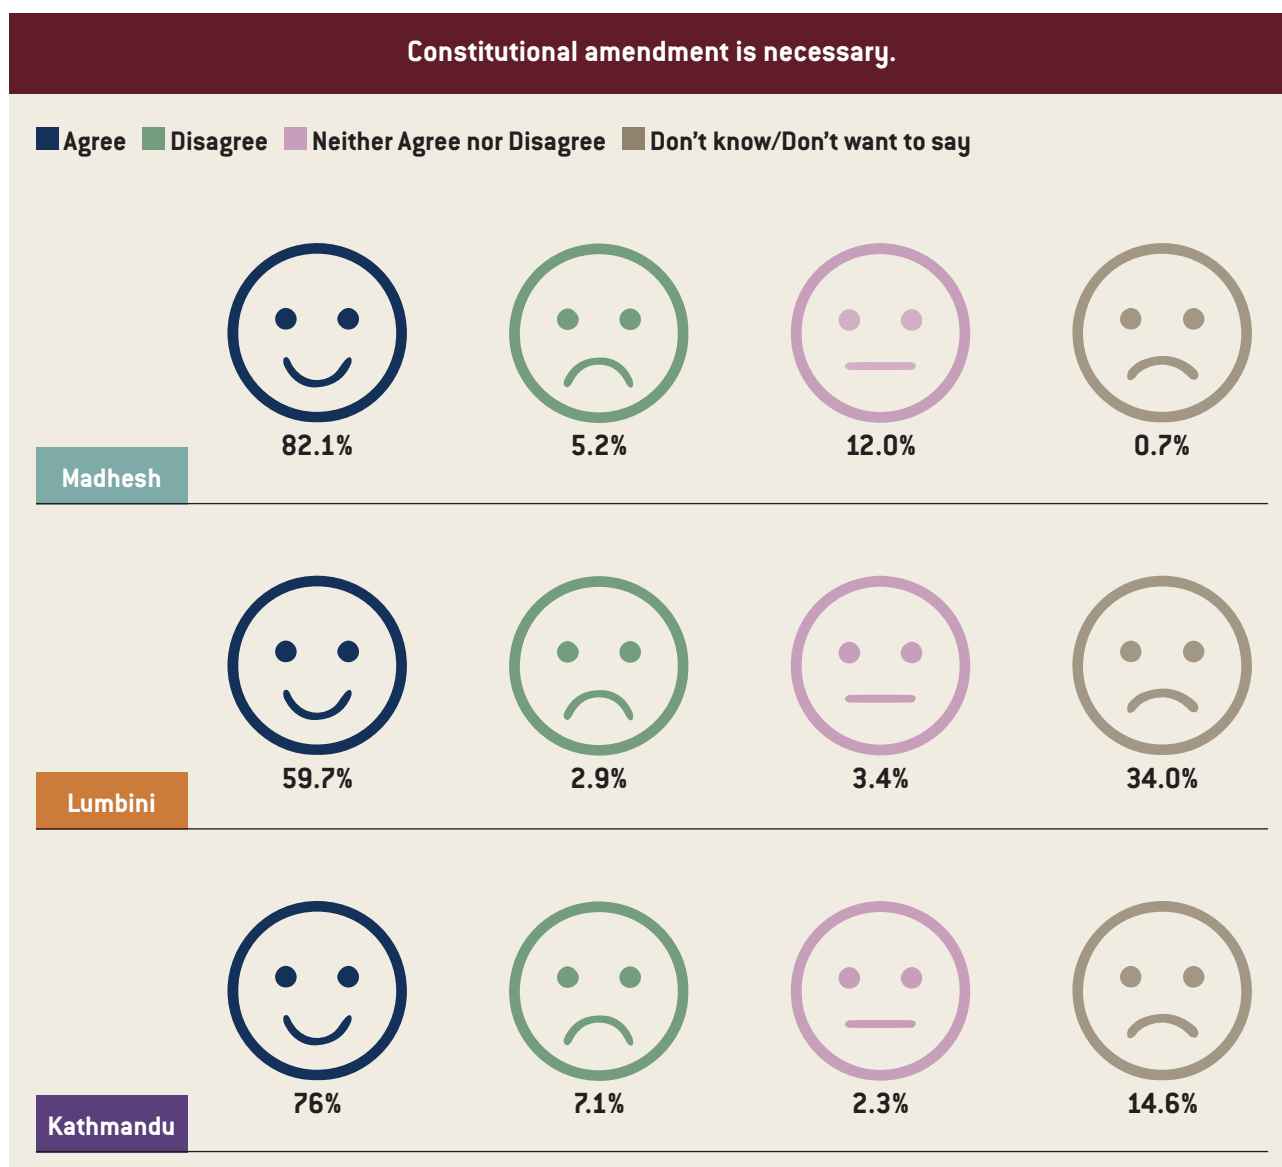 Constitutional amendment is necessary.
Agree Disagree Neither Agree nor Disagree Don't know/Don't want to say
82.1% 5.2% 12.0% 0.7%
Madhesh
59.7% 2.9% 3.4% 34.0%
Lumbini
76% 7.1% 2.3% 14.6%
Kathmandu